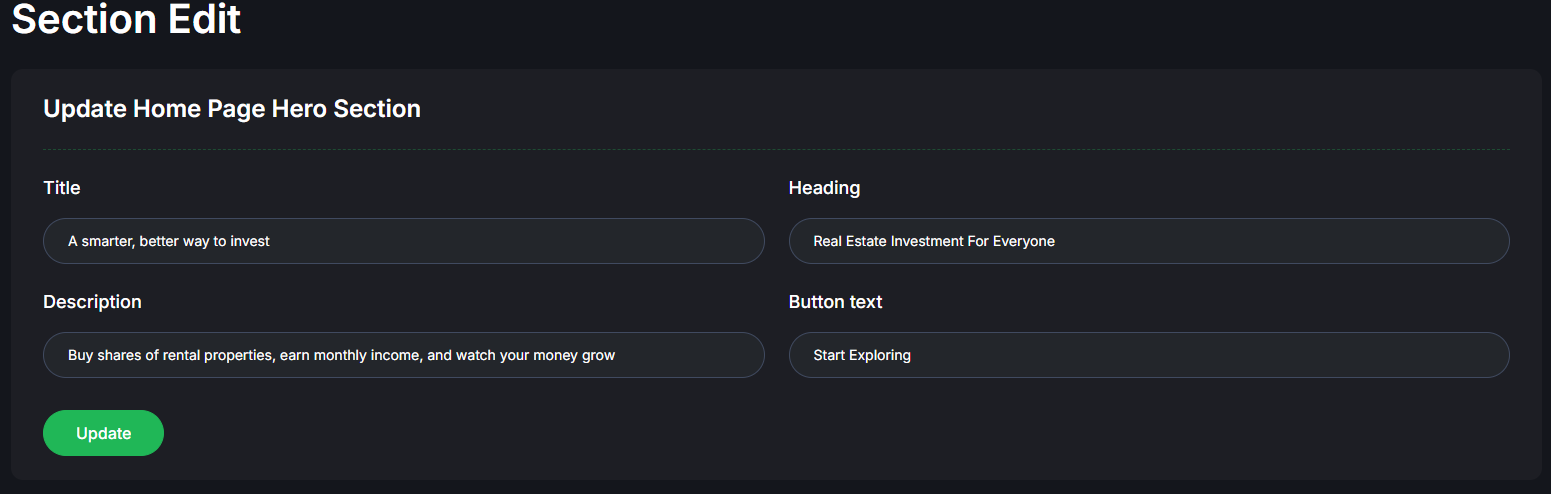 Section Edit
Update Home Page Hero Section
Title
Heading
A smarter, better way to invest
Real Estate Investment For Everyone
Description
Button text
Buy shares of rental properties, earn monthly income, and watch your money grow
Start Exploring
Update